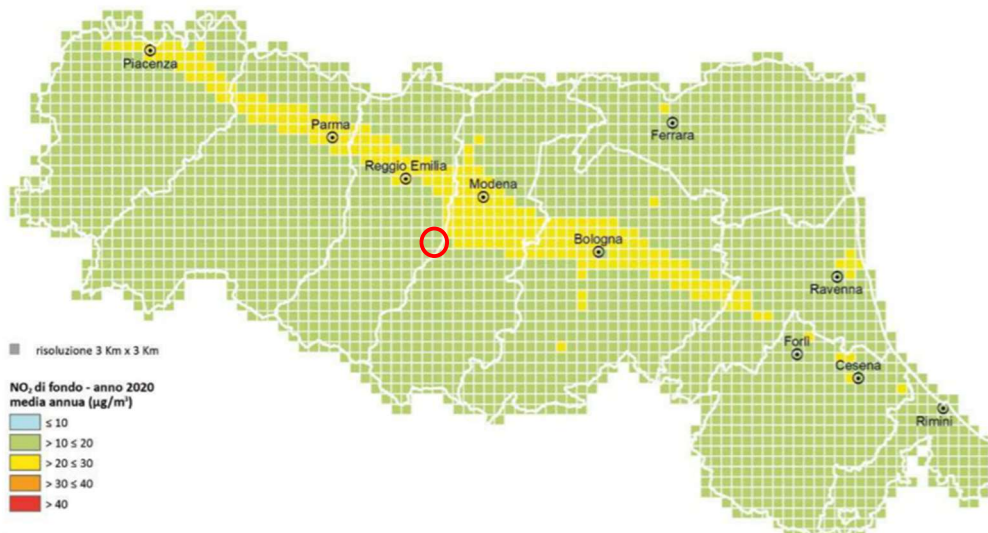 Piacenza
Parma
Ferrara
Reggio Emilia
Modena
Bologna
Ravenna
Forlì
Cesena
Rimini
risoluzione 3 Km x 3 Km
NO₂ di fondo - anno 2020
media annua (µg/m³)
≤ 10
> 10 ≤ 20
> 20 ≤ 30
> 30 ≤ 40
> 40